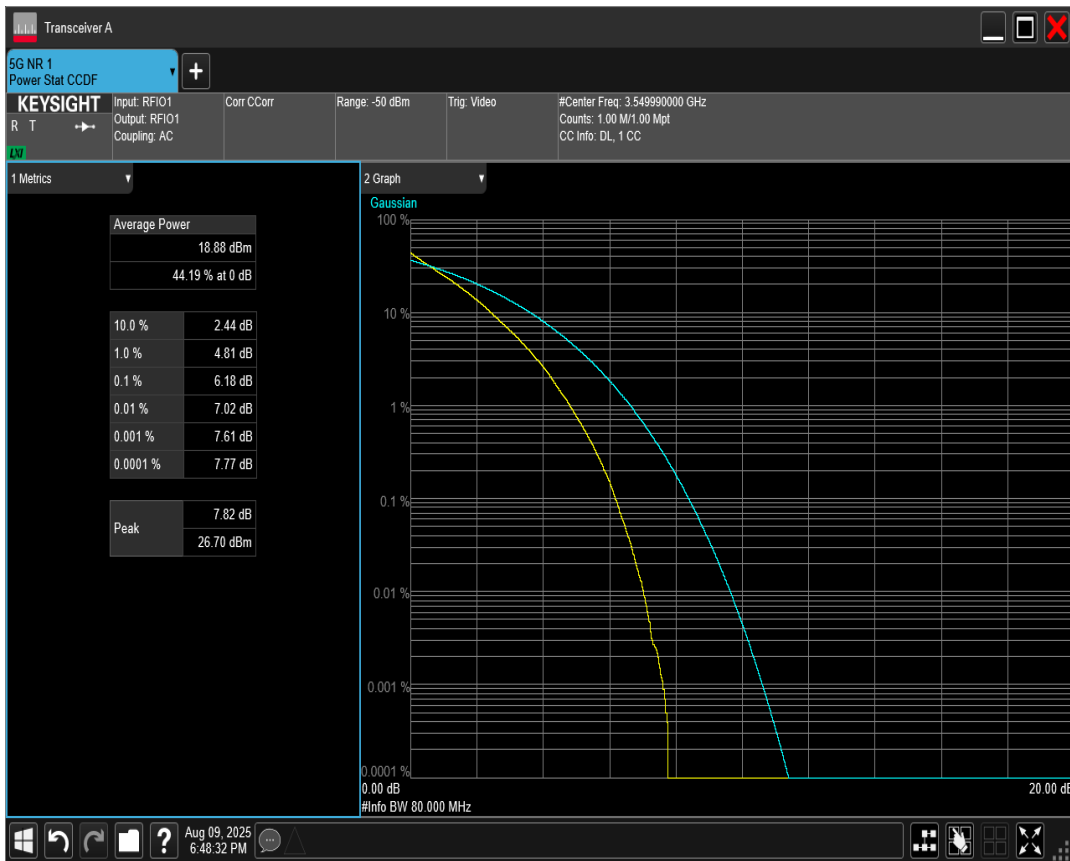 Transceiver A
5G NR 1
Power Stat CCDF
+
KEYSIGHT
R T
LXI
Input: RFIO1
Output: RFIO1
Coupling: AC
Corr CCorr
Range: -50 dBm
Trig: Video
#Center Freq: 3.549990000 GHz
Counts: 1.00 M/1.00 Mpt
CC Info: DL, 1 CC
1 Metrics
Average Power
18.88 dBm
44.19 % at 0 dB
10.0 % 2.44 dB
1.0 % 4.81 dB
0.1 % 6.18 dB
0.01 % 7.02 dB
0.001 % 7.61 dB
0.0001 % 7.77 dB
Peak
7.82 dB
26.70 dBm
2 Graph
Gaussian
100 %
10 %
1 %
0.1 %
0.01 %
0.001 %
0.0001 %
0.00 dB 20.00 dB
#Info BW 80.000 MHz
?
Aug 09, 2025
6:48:32 PM